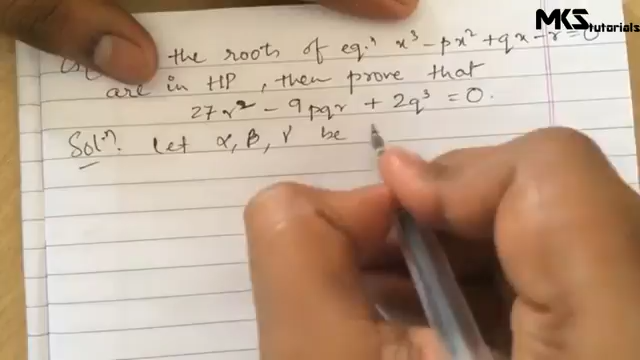 MKS tutorials
the roots of eqⁿ x³ - px² + qx - r = 0
are in HP, then prove that
27r² - 9pqr + 2q³ = 0.
Solⁿ. Let α, β, γ be